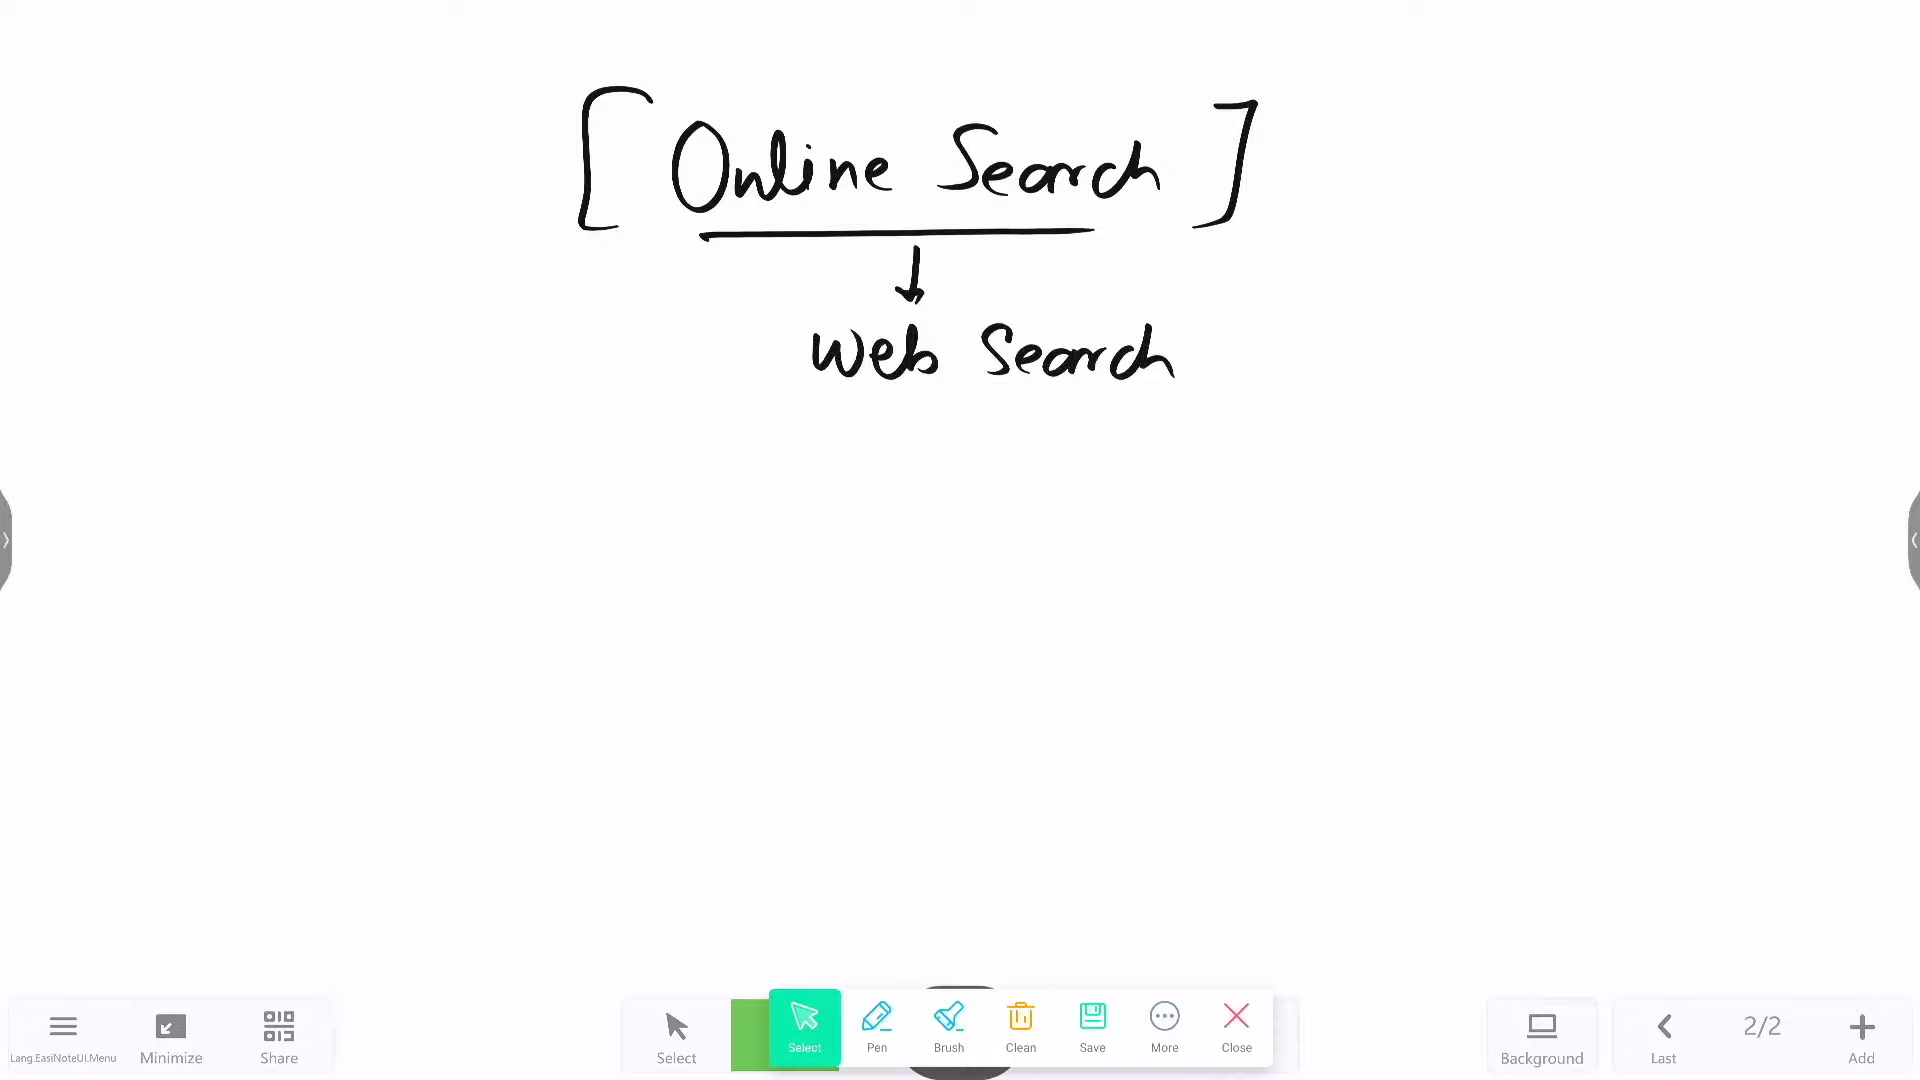 [ Online Search ]
Web Search
Lang.EasiNoteUI.Menu
Minimize
Share
Select
Select
Pen
Brush
Clean
Save
More
Close
Background
Last
2/2
Add